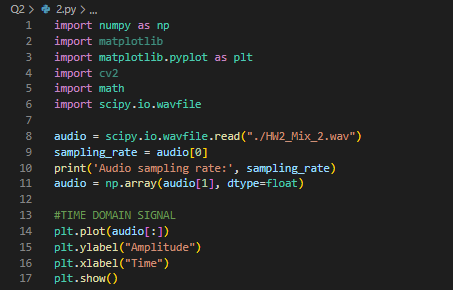 Q2 > 2.py > ...
1 import numpy as np
2 import matplotlib
3 import matplotlib.pyplot as plt
4 import cv2
5 import math
6 import scipy.io.wavfile
7
8 audio = scipy.io.wavfile.read("./HW2_Mix_2.wav")
9 sampling_rate = audio[0]
10 print('Audio sampling rate:', sampling_rate)
11 audio = np.array(audio[1], dtype=float)
12
13 #TIME DOMAIN SIGNAL
14 plt.plot(audio[:])
15 plt.ylabel("Amplitude")
16 plt.xlabel("Time")
17 plt.show()